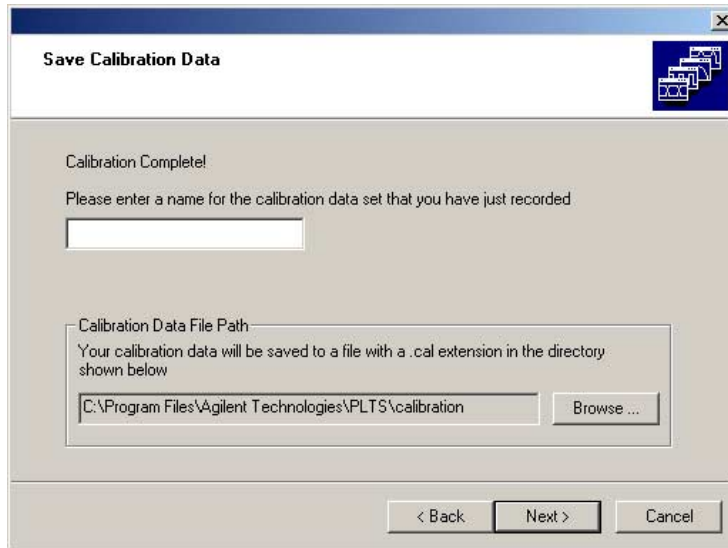 Save Calibration Data
Calibration Complete!
Please enter a name for the calibration data set that you have just recorded
Calibration Data File Path
Your calibration data will be saved to a file with a .cal extension in the directory
shown below
C:\Program Files\Agilent Technologies\PLTS\calibration
Browse ...
< Back
Next >
Cancel